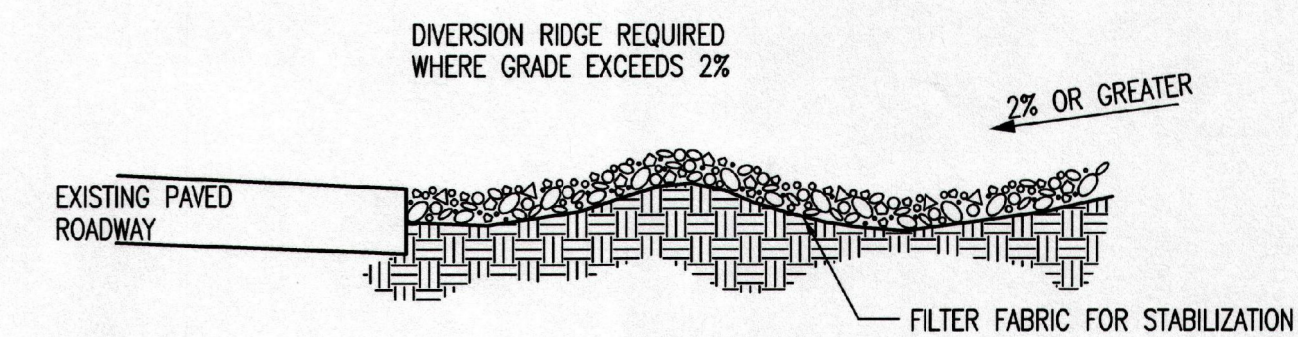 DIVERSION RIDGE REQUIRED
WHERE GRADE EXCEEDS 2%
2% OR GREATER
EXISTING PAVED
ROADWAY
FILTER FABRIC FOR STABILIZATION